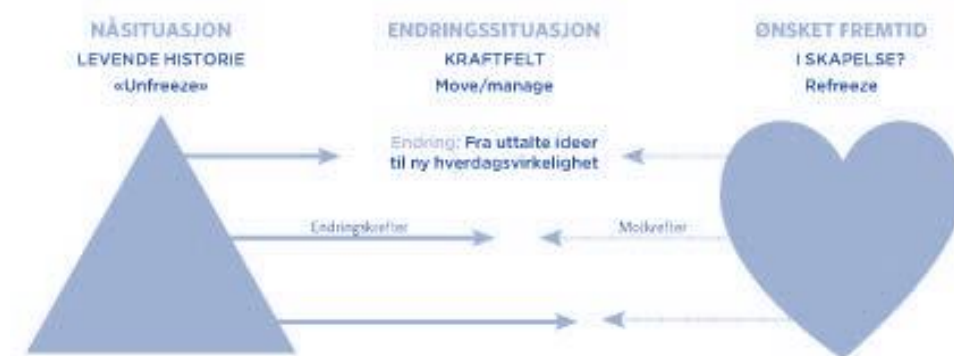 NÅSITUASJON
LEVENDE HISTORIE
«Unfreeze»
ENDRINGSSITUASJON
KRAFTFELT
Move/manage
ØNSKET FREMTID
I SKAPELSE?
Refreeze
Endring: Fra uttalte ideer
til ny hverdagsvirkelighet
Endringskrefter
Motkrefter